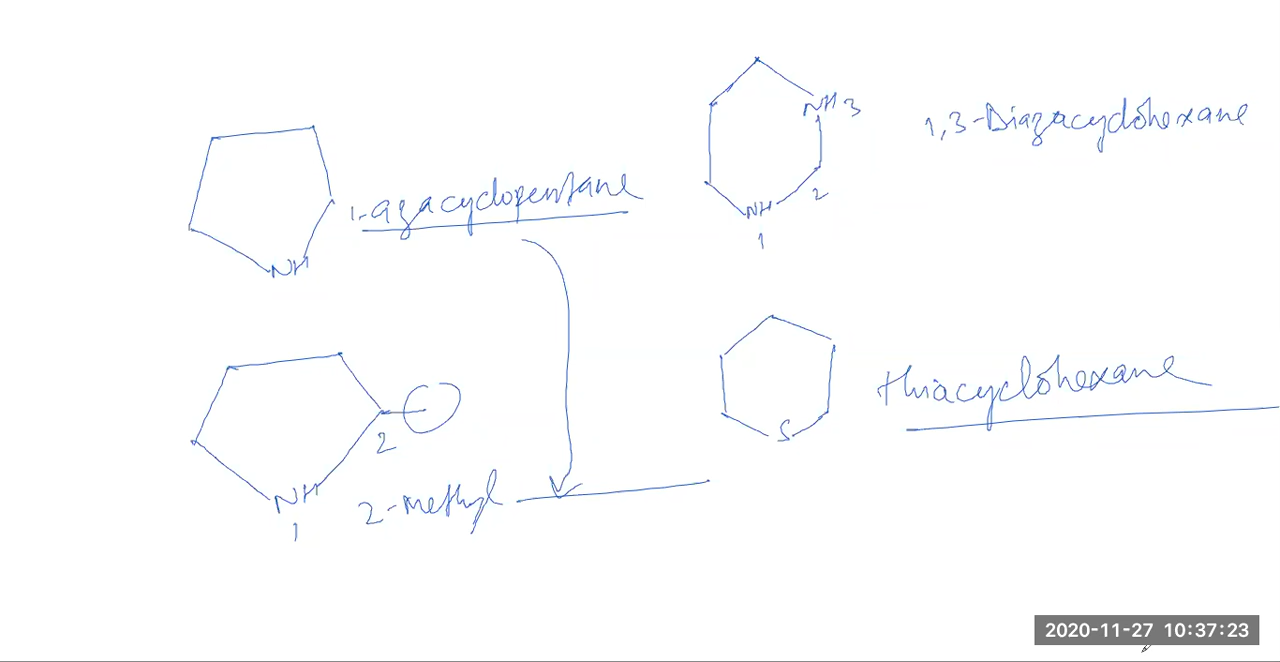 NH
1-azacyclopentane
NH 3
2
NH
1
1,3-Diazacyclohexane
2
NH
1
2-Methyl
S
thiacyclohexane
2020-11-27 10:37:23